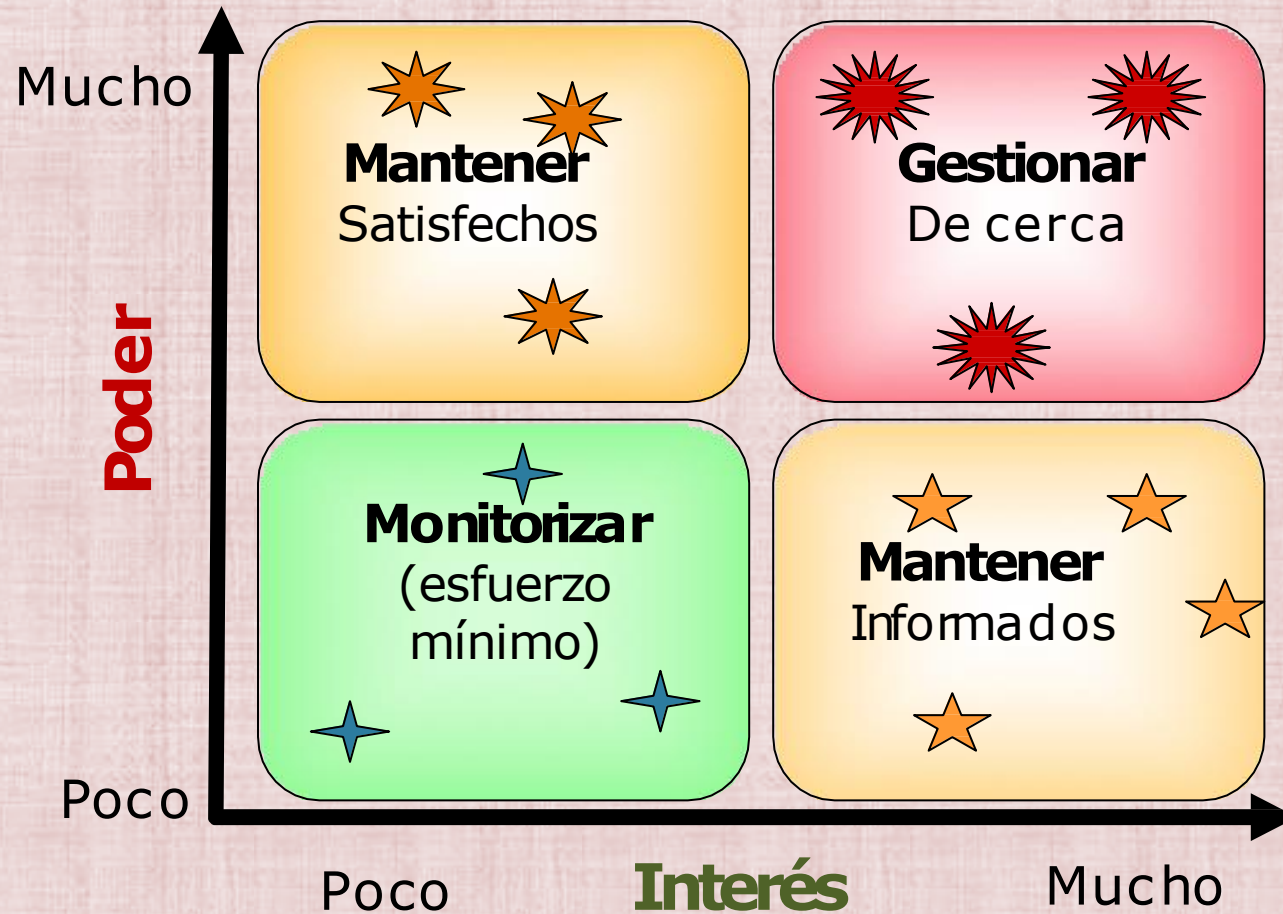 Mucho
Mantener
Satisfechos
Gestionar
De cerca
Poder
Monitorizar
(esfuerzo
mínimo)
Mantener
Informados
Poco
Poco
Interés
Mucho